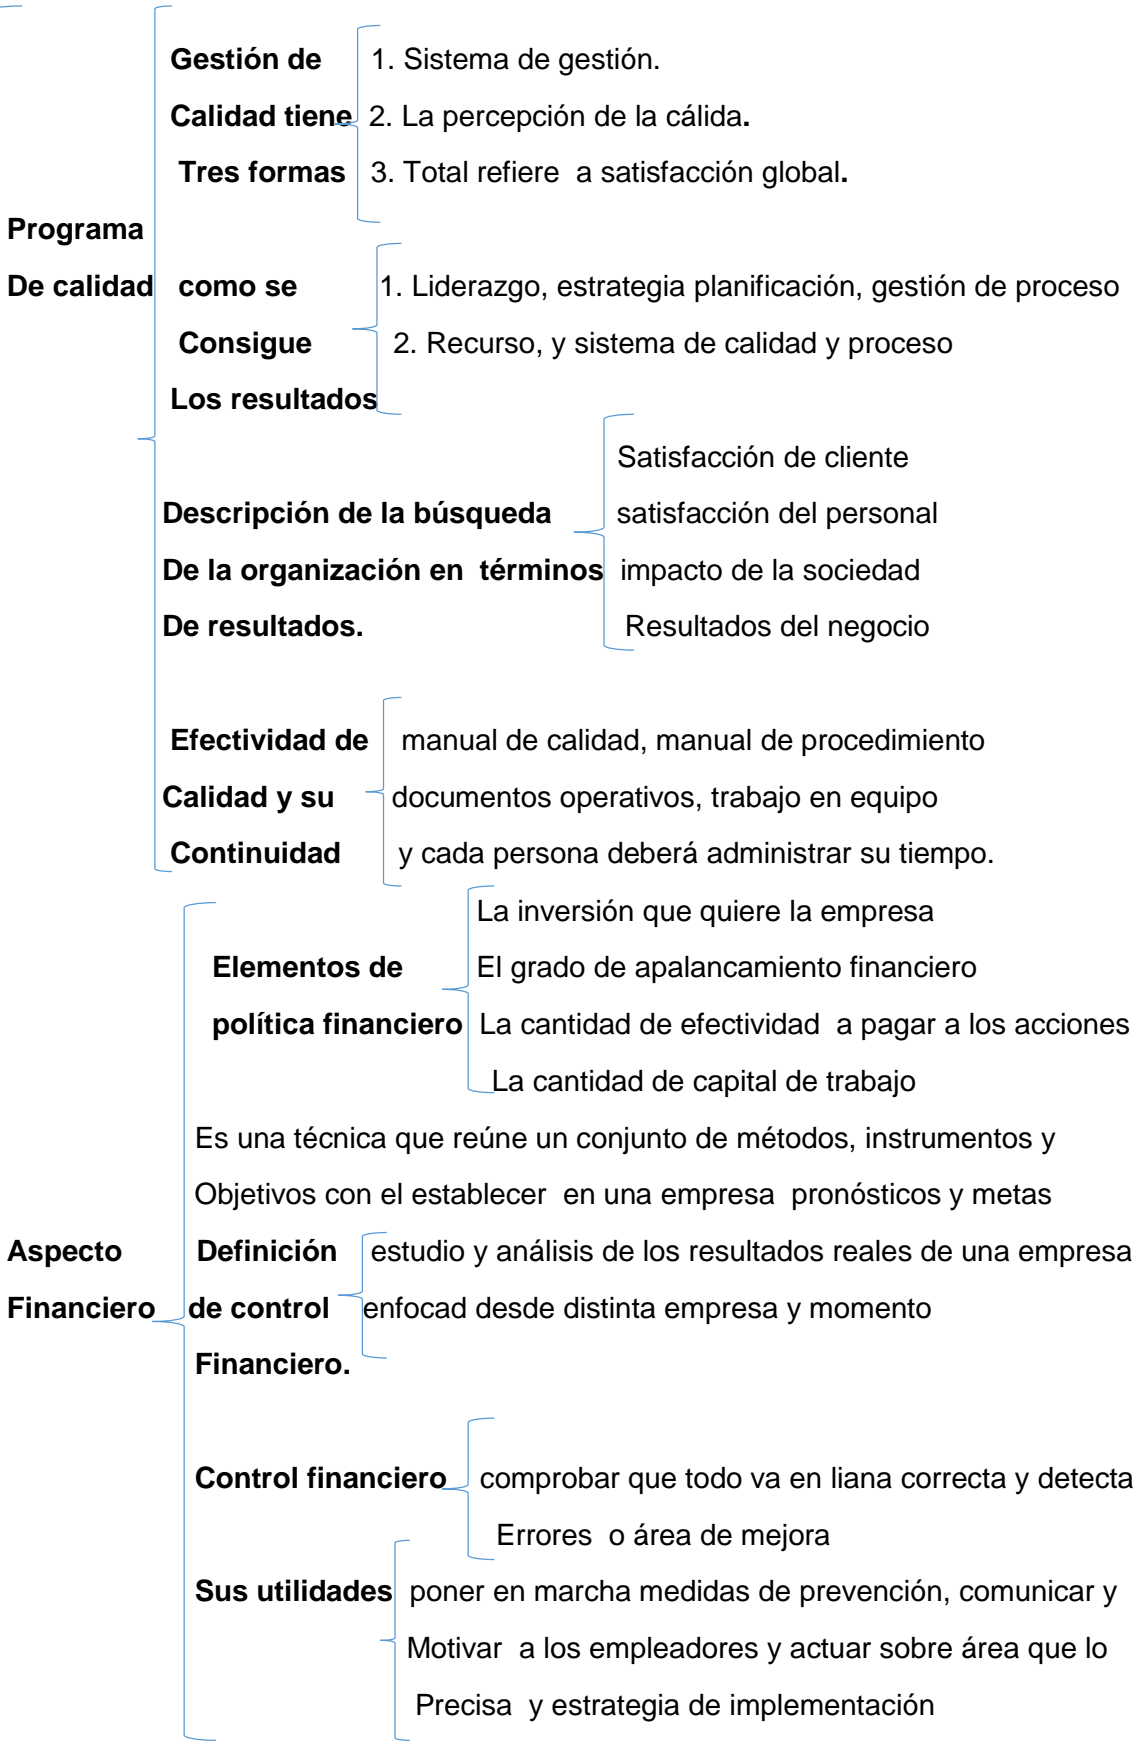 Gestión de 1. Sistema de gestión.
Calidad tiene 2. La percepción de la cálida.
Tres formas 3. Total refiere a satisfacción global.
Programa
De calidad como se 1. Liderazgo, estrategia planificación, gestión de proceso
Consigue 2. Recurso, y sistema de calidad y proceso
Los resultados
Satisfacción de cliente
Descripción de la búsqueda satisfacción del personal
De la organización en términos impacto de la sociedad
De resultados. Resultados del negocio
Efectividad de manual de calidad, manual de procedimiento
Calidad y su documentos operativos, trabajo en equipo
Continuidad y cada persona deberá administrar su tiempo.
La inversión que quiere la empresa
Elementos de El grado de apalancamiento financiero
política financiero La cantidad de efectividad a pagar a los acciones
La cantidad de capital de trabajo
Es una técnica que reúne un conjunto de métodos, instrumentos y
Objetivos con el establecer en una empresa pronósticos y metas
Aspecto Definición estudio y análisis de los resultados reales de una empresa
Financiero de control enfocad desde distinta empresa y momento
Financiero.
Control financiero comprobar que todo va en liana correcta y detecta
Errores o área de mejora
Sus utilidades poner en marcha medidas de prevención, comunicar y
Motivar a los empleadores y actuar sobre área que lo
Precisa y estrategia de implementación